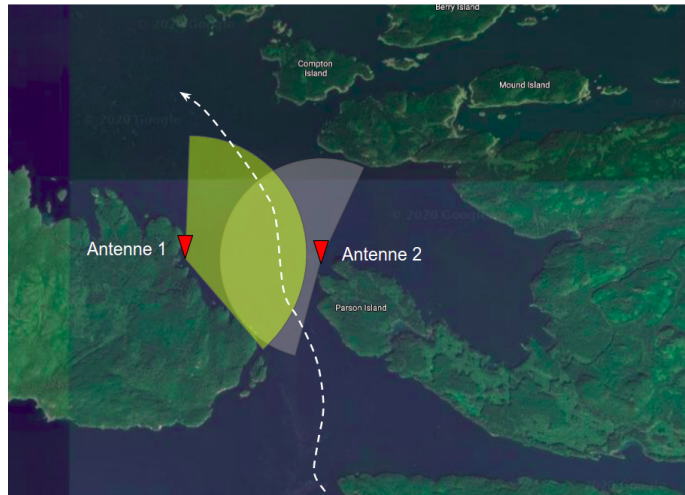 Berry Island
Compton
Island
Mound Island
© 2020 Google
© 2020 Google
Antenne 1
Antenne 2
Parson Island
© 2020 Google